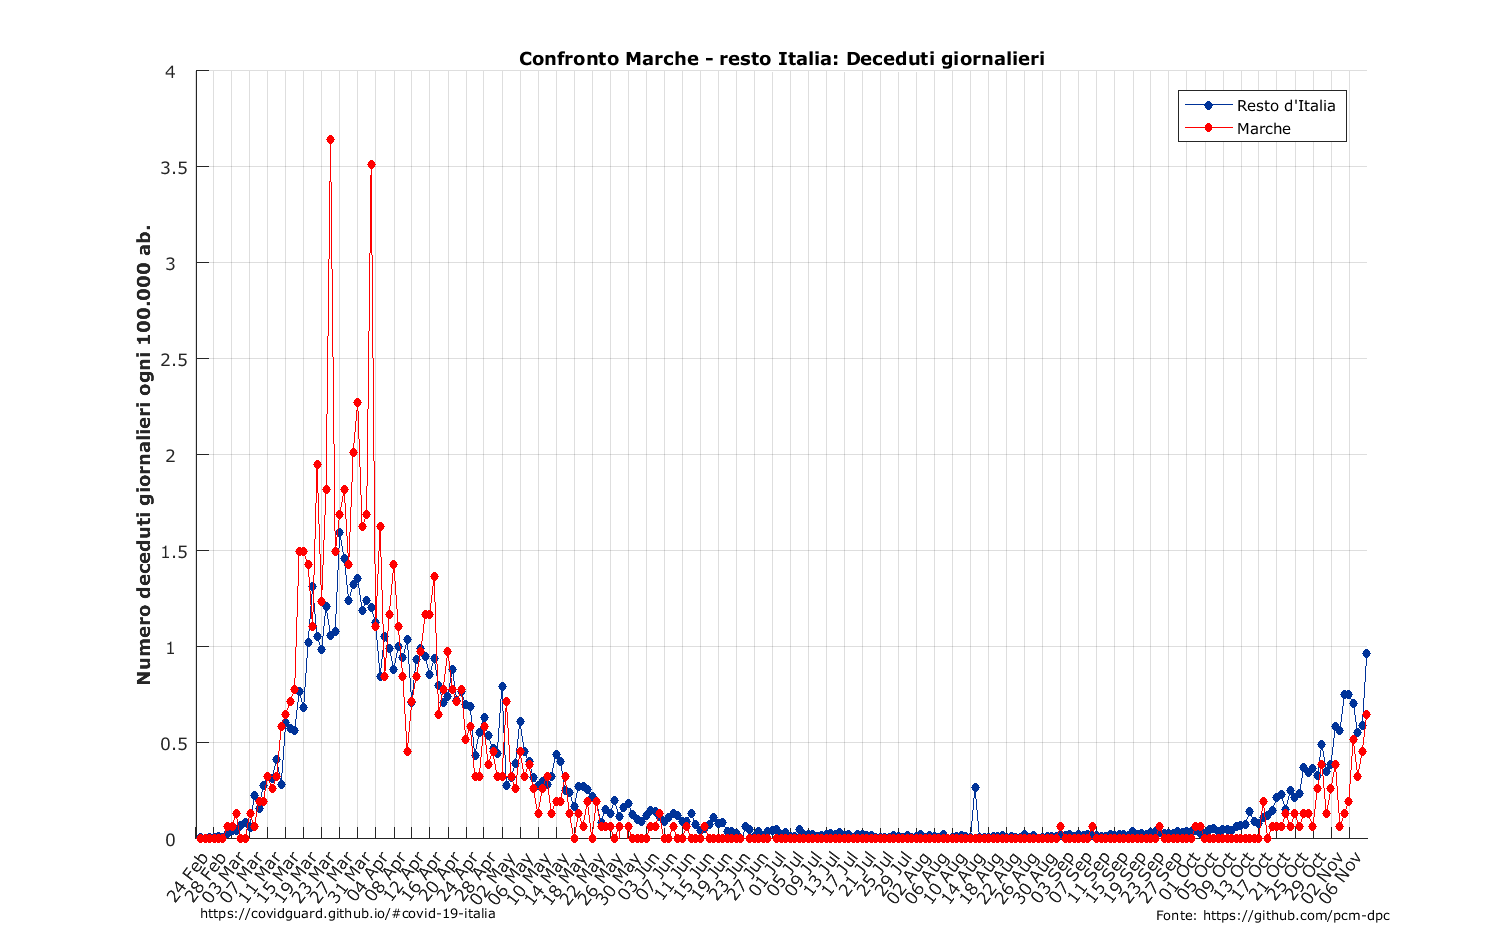 Confronto Marche - resto Italia: Deceduti giornalieri
Resto d'Italia
Marche
Numero deceduti giornalieri ogni 100.000 ab.
4
3.5
3
2.5
2
1.5
1
0.5
0
24 Feb
28 Feb
03 Mar
07 Mar
11 Mar
15 Mar
19 Mar
23 Mar
27 Mar
31 Mar
04 Apr
08 Apr
12 Apr
16 Apr
20 Apr
24 Apr
28 Apr
02 May
06 May
10 May
14 May
18 May
22 May
26 May
30 May
03 Jun
07 Jun
11 Jun
15 Jun
19 Jun
23 Jun
27 Jun
01 Jul
05 Jul
09 Jul
13 Jul
17 Jul
21 Jul
25 Jul
29 Jul
02 Aug
06 Aug
10 Aug
14 Aug
18 Aug
22 Aug
26 Aug
30 Aug
03 Sep
07 Sep
11 Sep
15 Sep
19 Sep
23 Sep
27 Sep
01 Oct
05 Oct
09 Oct
13 Oct
17 Oct
21 Oct
25 Oct
29 Oct
02 Nov
06 Nov
https://covidguard.github.io/#covid-19-italia
Fonte: https://github.com/pcm-dpc